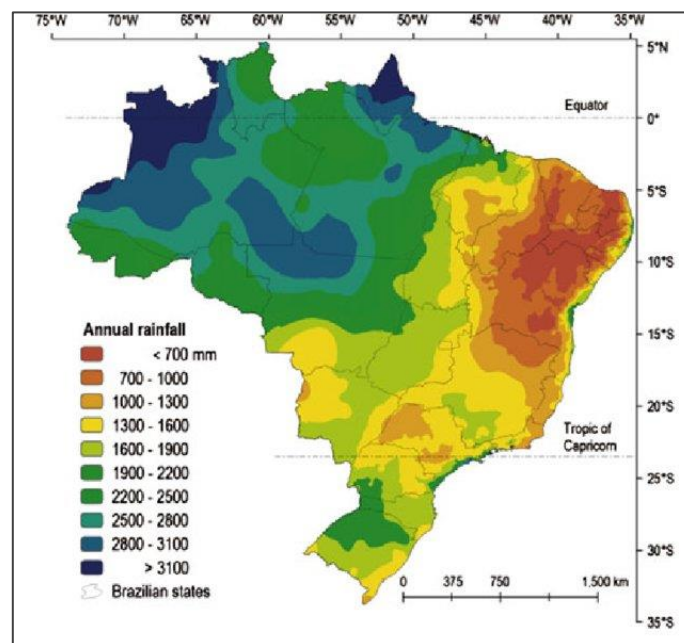 75°W 70°W 65°W 60°W 55°W 50°W 45°W 40°W 35°W
5°N
Equator
0°
5°S
10°S
15°S
20°S
Tropic of
Capricorn
25°S
30°S
35°S
Annual rainfall
< 700 mm
700 - 1000
1000 - 1300
1300 - 1600
1600 - 1900
1900 - 2200
2200 - 2500
2500 - 2800
2800 - 3100
> 3100
Brazilian states
0 375 750 1,500 km